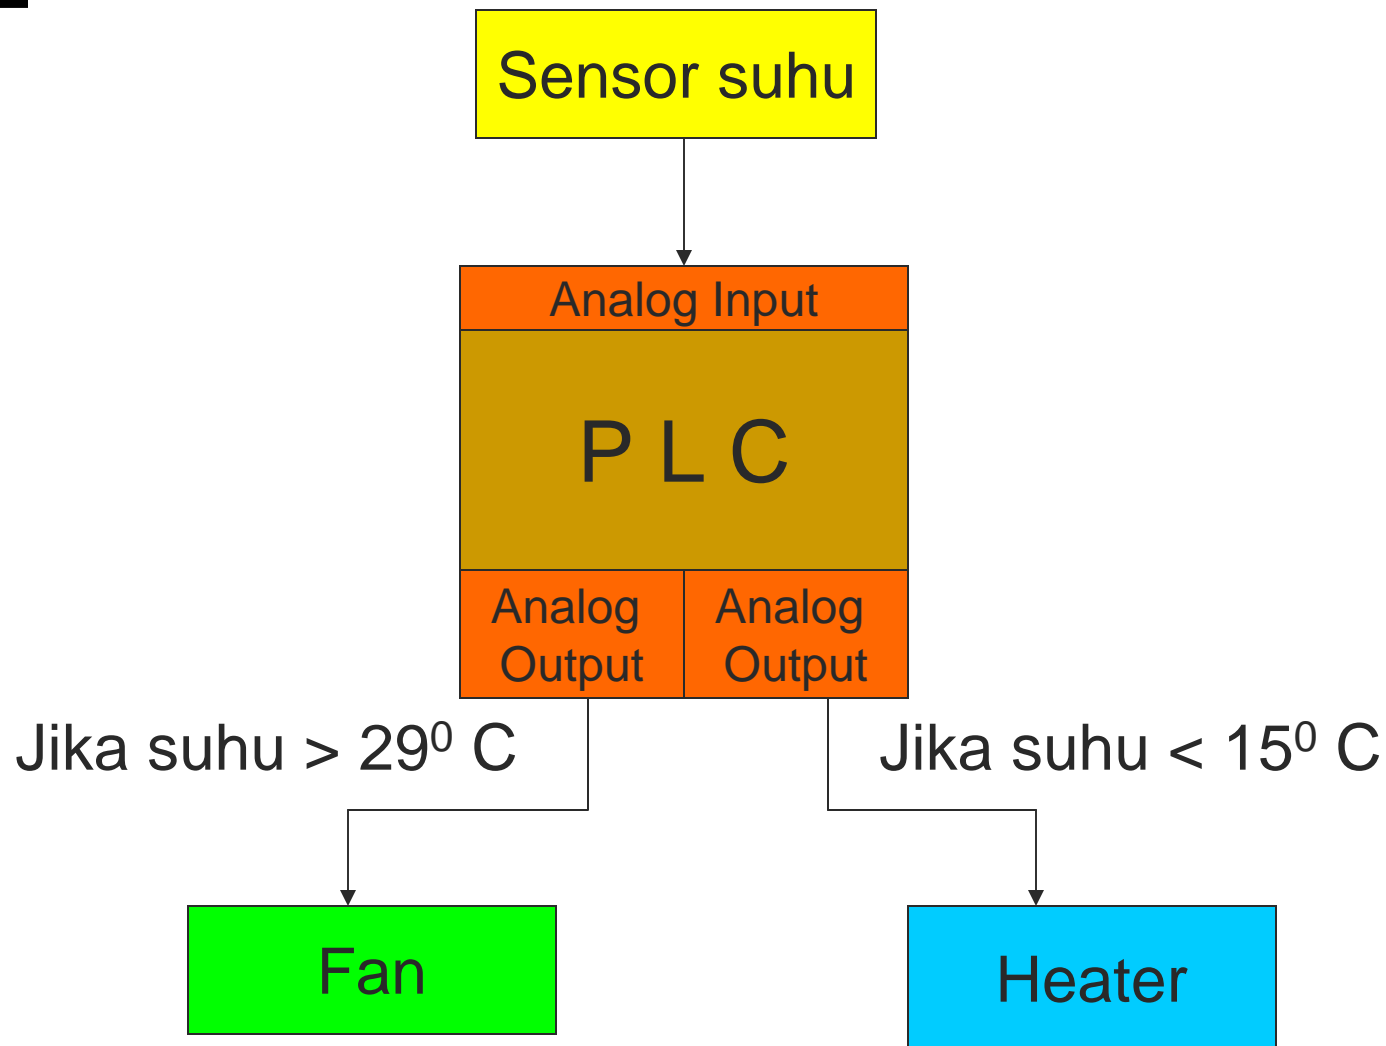 Sensor suhu
Analog Input
P L C
Analog
Output
Analog
Output
Jika suhu > 29⁰ C
Jika suhu < 15⁰ C
Fan
Heater